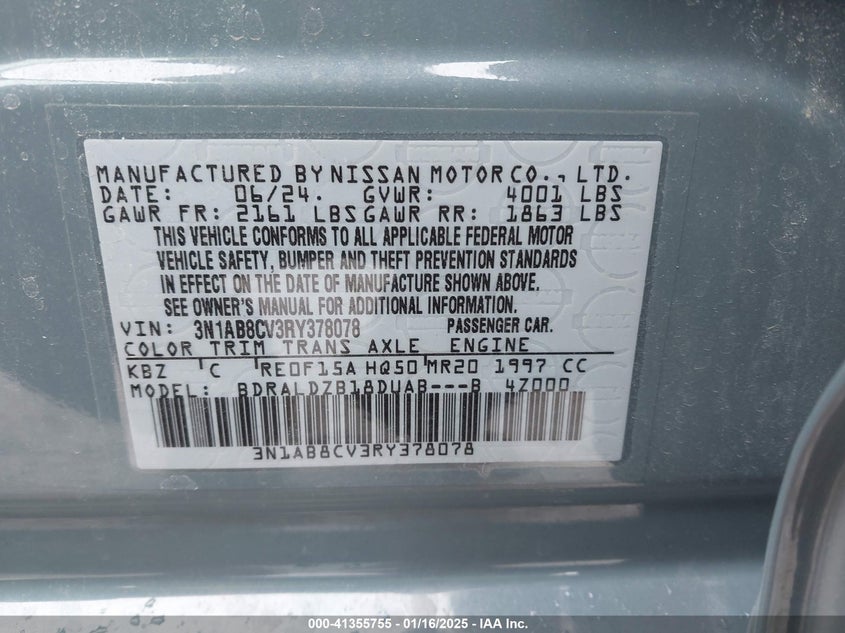 MANUFACTURED BY NISSAN MOTOR CO., LTD.
DATE: 06/24. GVWR: 4001 LBS
GAWR FR: 2161 LBS GAWR RR: 1863 LBS
THIS VEHICLE CONFORMS TO ALL APPLICABLE FEDERAL MOTOR
VEHICLE SAFETY, BUMPER AND THEFT PREVENTION STANDARDS
IN EFFECT ON THE DATE OF MANUFACTURE SHOWN ABOVE.
SEE OWNER'S MANUAL FOR ADDITIONAL INFORMATION.
VIN: 3N1AB8CV3RY378078 PASSENGER CAR.
COLOR TRIM TRANS AXLE ENGINE
KBZ C RE0F15A HQ50 MR20 1997 CC
MODEL: BDRALDZB18DUAB---B 4Z000
3N1AB8CV3RY378078
000-41355755 - 01/16/2025 - IAA Inc.